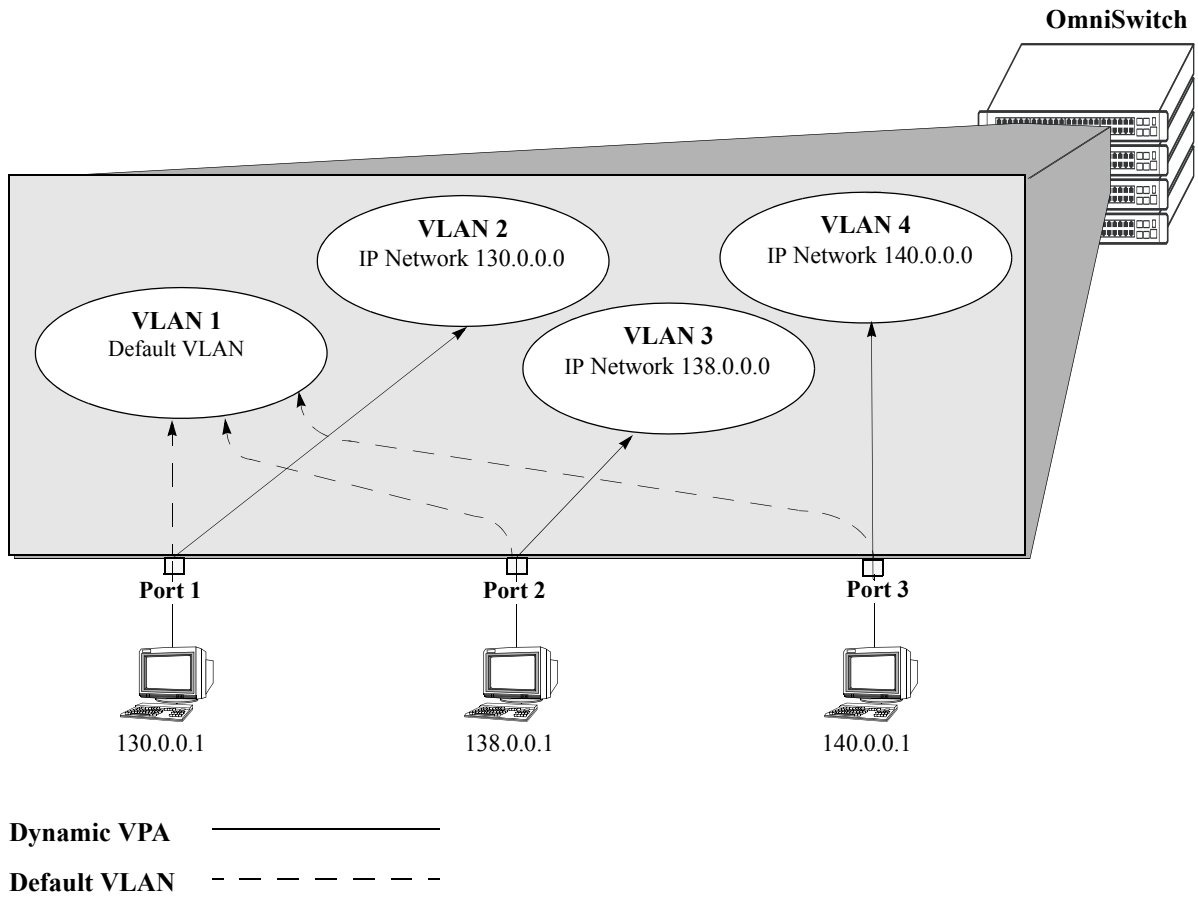 OmniSwitch
VLAN 2
IP Network 130.0.0.0
VLAN 4
IP Network 140.0.0.0
VLAN 1
Default VLAN
VLAN 3
IP Network 138.0.0.0
Port 1
Port 2
Port 3
130.0.0.1
138.0.0.1
140.0.0.1
Dynamic VPA
Default VLAN